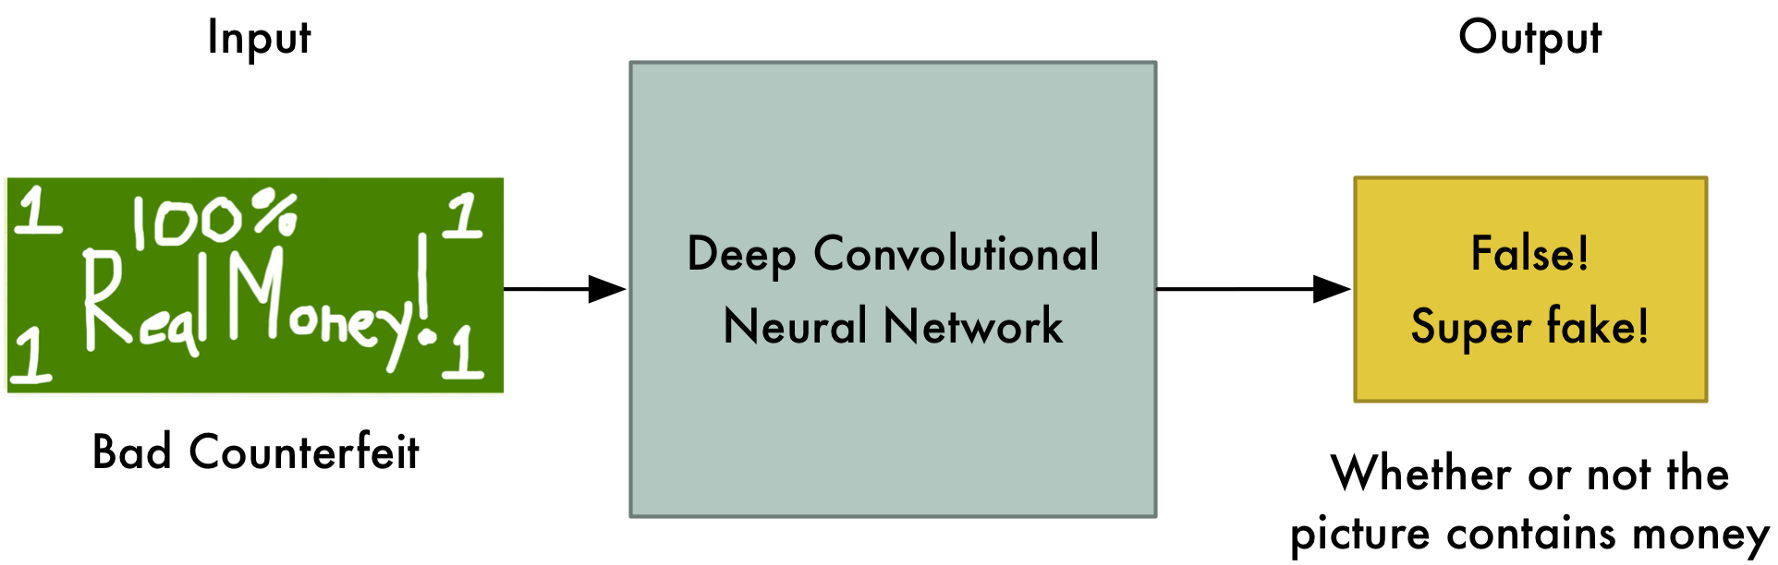 Input
Output
1 100% 1
Real Money!
1 1
Bad Counterfeit
Deep Convolutional
Neural Network
False!
Super fake!
Whether or not the
picture contains money